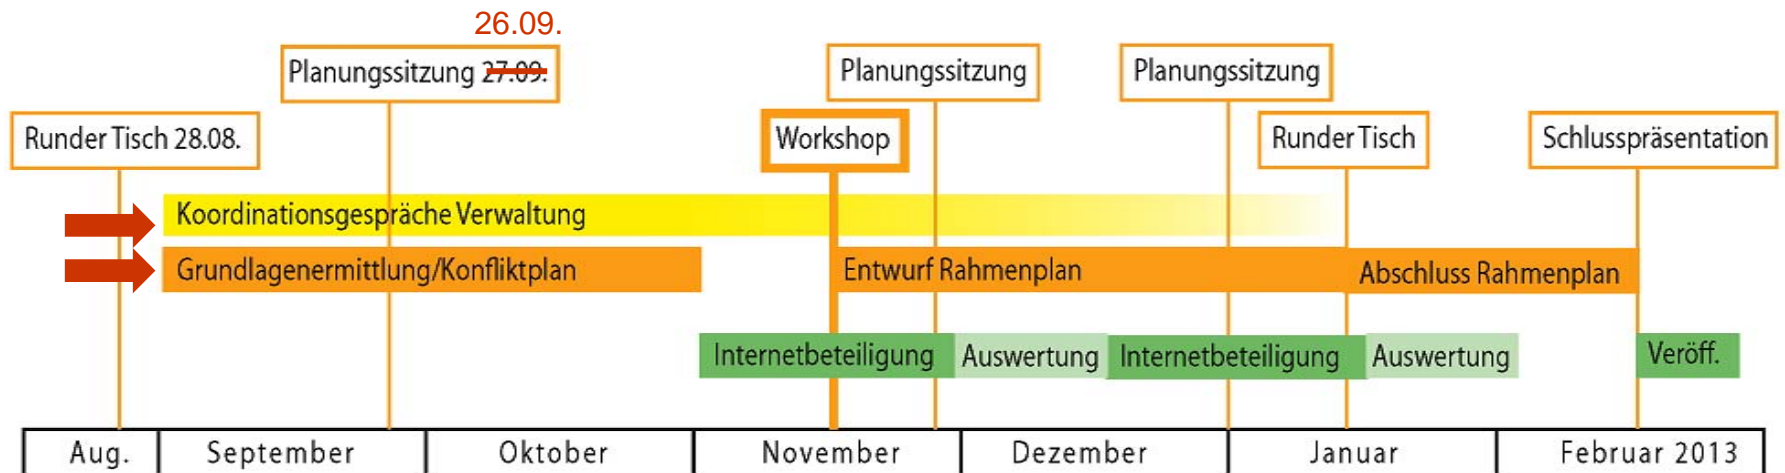 26.09.
Planungssitzung 27.09.
Planungssitzung
Planungssitzung
Runder Tisch 28.08.
Workshop
Runder Tisch
Schlusspräsentation
Koordinationsgespräche Verwaltung
Grundlagenermittlung/Konfliktplan
Entwurf Rahmenplan
Abschluss Rahmenplan
Internetbeteiligung
Auswertung
Internetbeteiligung
Auswertung
Veröff.
Aug.
September
Oktober
November
Dezember
Januar
Februar 2013